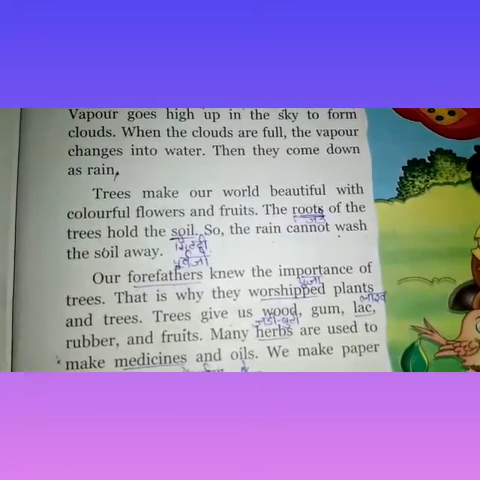 Vapour goes high up in the sky to form
clouds. When the clouds are full, the vapour
changes into water. Then they come down
as rain,
Trees make our world beautiful with
colourful flowers and fruits. The roots of the
जड़
trees hold the soil. So, the rain cannot wash
मिट्टी
the soil away.
पूर्वजों
Our forefathers knew the importance of
पूजा
trees. That is why they worshipped plants
लाख
and trees. Trees give us wood, gum, lac,
जड़ी-बूटी
rubber, and fruits. Many herbs are used to
make medicines and oils. We make paper